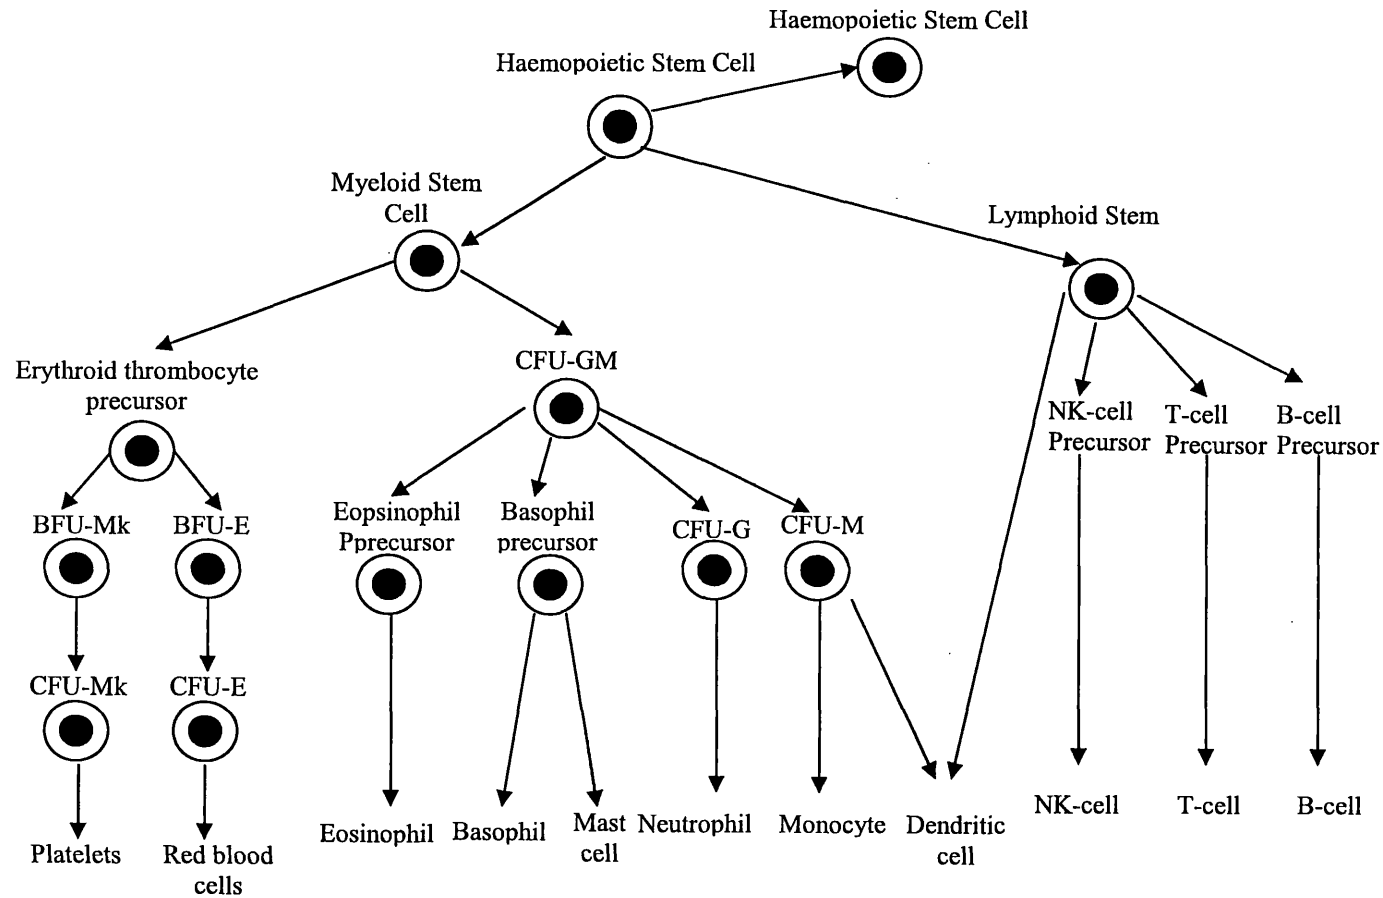 Haemopoietic Stem Cell
Haemopoietic Stem Cell
Myeloid Stem
Cell
Lymphoid Stem
Erythroid thrombocyte
precursor
CFU-GM
NK-cell
Precursor
T-cell
Precursor
B-cell
Precursor
BFU-Mk
BFU-E
Eopsinophil
Pprecursor
Basophil
precursor
CFU-G
CFU-M
CFU-Mk
CFU-E
Platelets
Red blood
cells
Eosinophil
Basophil
Mast
cell
Neutrophil
Monocyte
Dendritic
cell
NK-cell
T-cell
B-cell